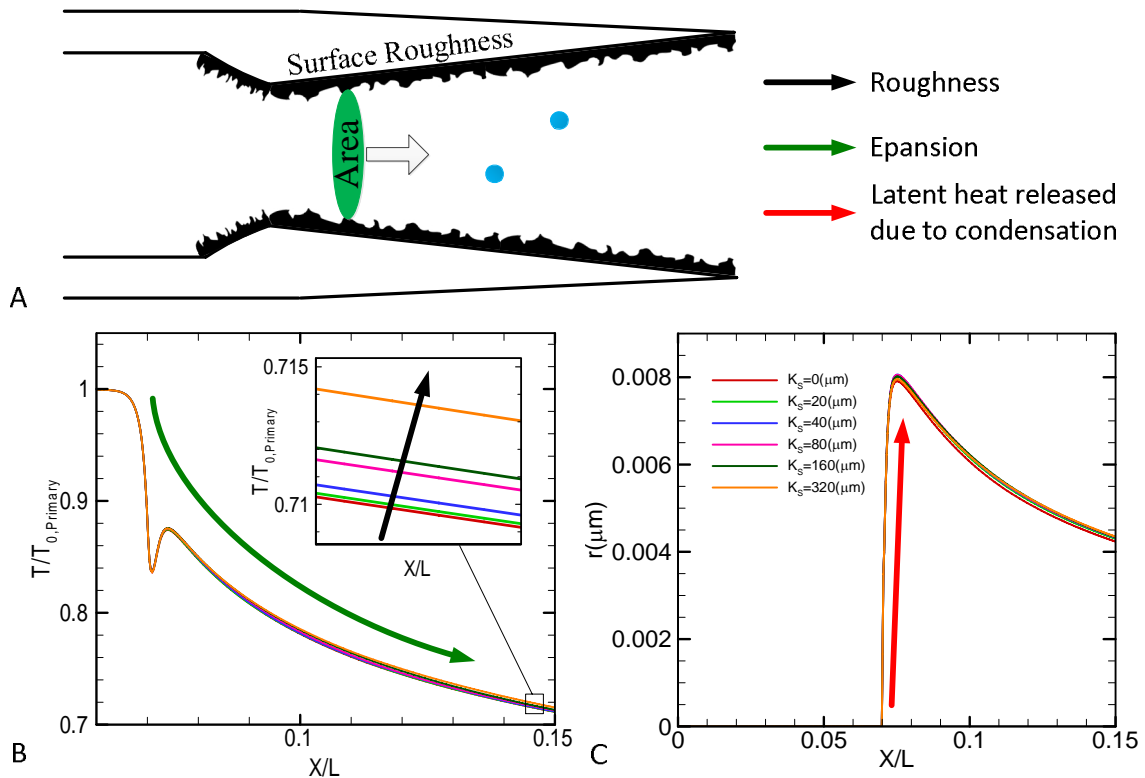 Surface Roughness
Area
Roughness
Epansion
Latent heat released
due to condensation
A
T/T0,Primary
1
0.9
0.8
0.7
0.1
0.15
X/L
0.715
0.71
T/T0,Primary
X/L
B
r(μm)
0.008
0.006
0.004
0.002
0
0
0.05
0.1
0.15
X/L
KS=0(μm)
KS=20(μm)
KS=40(μm)
KS=80(μm)
KS=160(μm)
KS=320(μm)
C